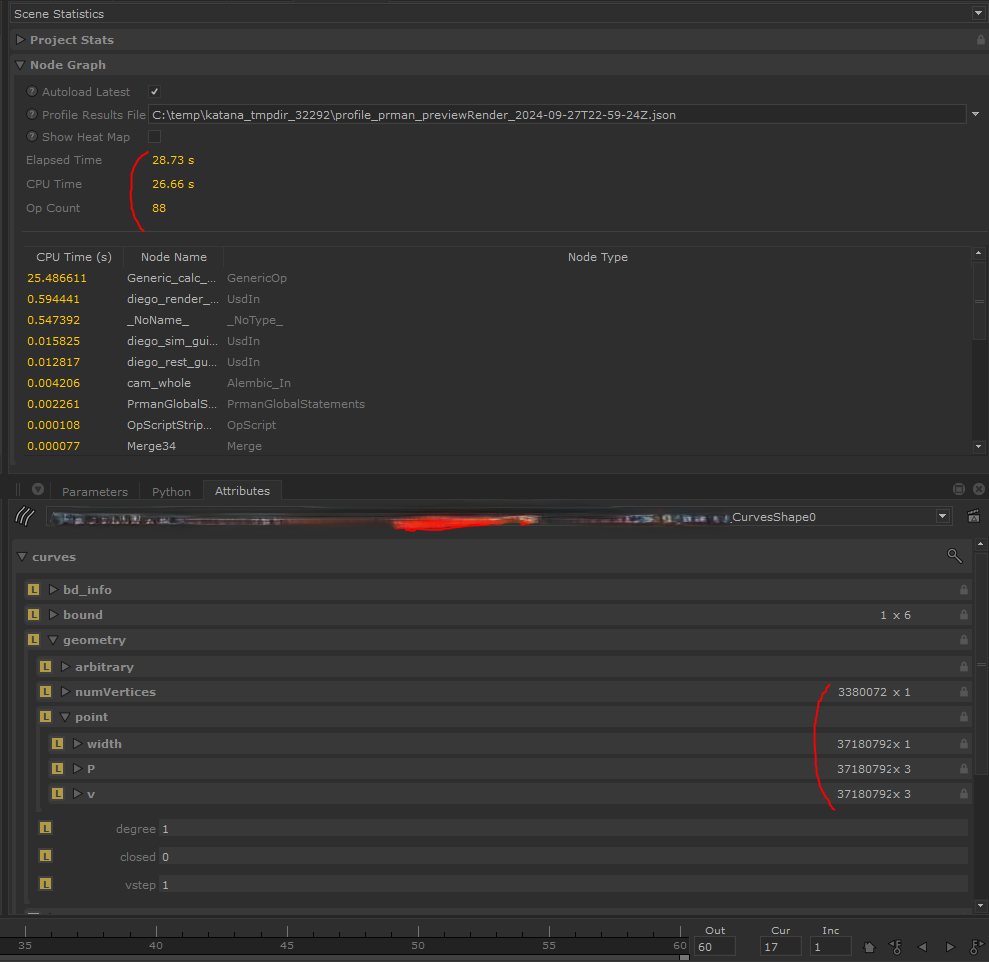 Scene Statistics
Project Stats
Node Graph
Autoload Latest
Profile Results File C:\temp\katana_tmpdir_32292\profile_prman_previewRender_2024-09-27T22-59-24Z.json
Show Heat Map
Elapsed Time 28.73 s
CPU Time 26.66 s
Op Count 88
CPU Time (s) Node Name Node Type
25.486611 Generic_calc_... GenericOp
0.594441 diego_render_... UsdIn
0.547392 _NoName_ _NoType_
0.015825 diego_sim_gui... UsdIn
0.012817 diego_rest_gu... UsdIn
0.004206 cam_whole Alembic_In
0.002261 PrmanGlobalS... PrmanGlobalStatements
0.000108 OpScriptStrip... OpScript
0.000077 Merge34 Merge
Parameters Python Attributes
_CurvesShape0
curves
L bd_info
L bound 1 x 6
L geometry
L arbitrary
L numVertices 3380072 x 1
L point
L width 37180792x 1
L P 37180792x 3
L v 37180792x 3
L degree 1
L closed 0
L vstep 1
Out Cur Inc
35 40 45 50 55 60 60 17 1